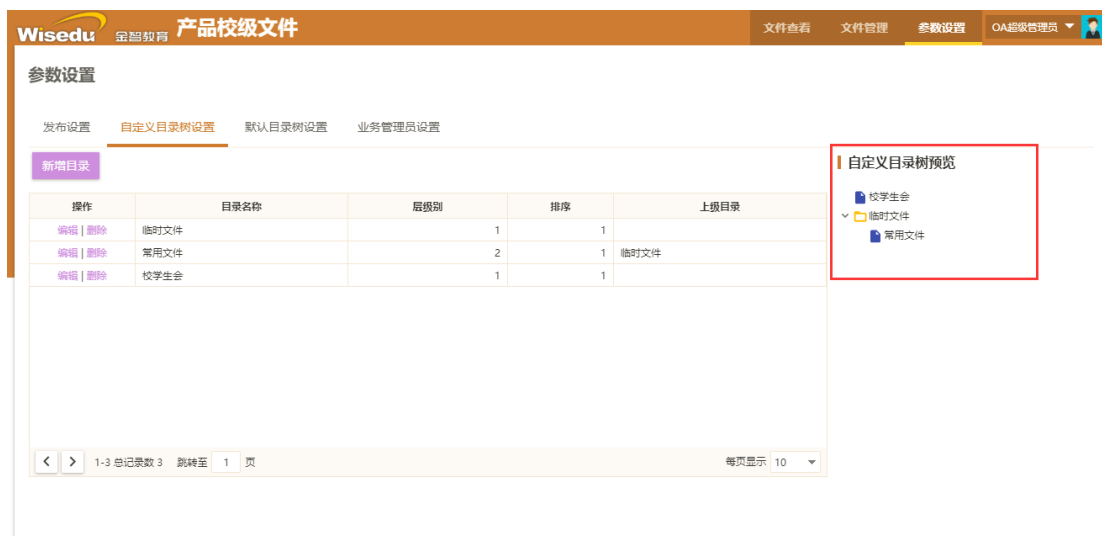 Wisedu 金智教育 产品校级文件 文件查看 文件管理 参数设置 OA超级管理员
参数设置
发布设置 自定义目录树设置 默认目录树设置 业务管理员设置
新增目录
操作 目录名称 层级别 排序 上级目录
编辑 | 删除 临时文件 1 1
编辑 | 删除 常用文件 2 1 临时文件
编辑 | 删除 校学生会 1 1
1-3 总记录数 3 跳转至 1 页 每页显示 10
自定义目录树预览
校学生会
临时文件
常用文件